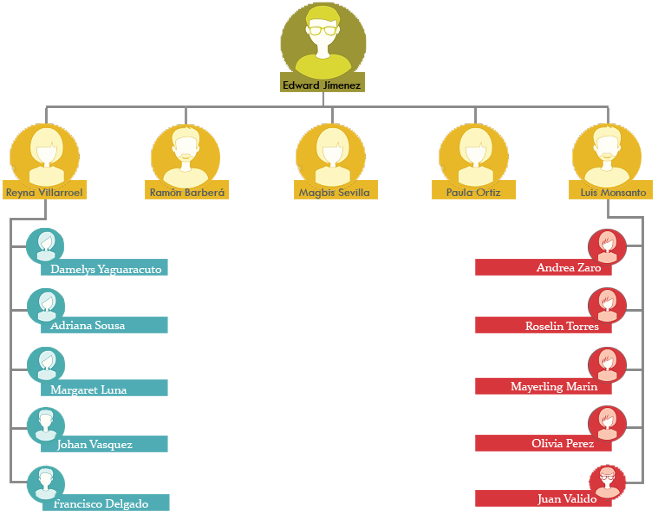 Edward Jimenez
Reyna Villarroel
Ramón Barberá
Magbis Sevilla
Paula Ortiz
Luis Monsanto
Damelys Yaguaracuto
Adriana Sousa
Margaret Luna
Johan Vasquez
Francisco Delgado
Andrea Zaro
Roselin Torres
Mayerling Marin
Olivia Perez
Juan Valido